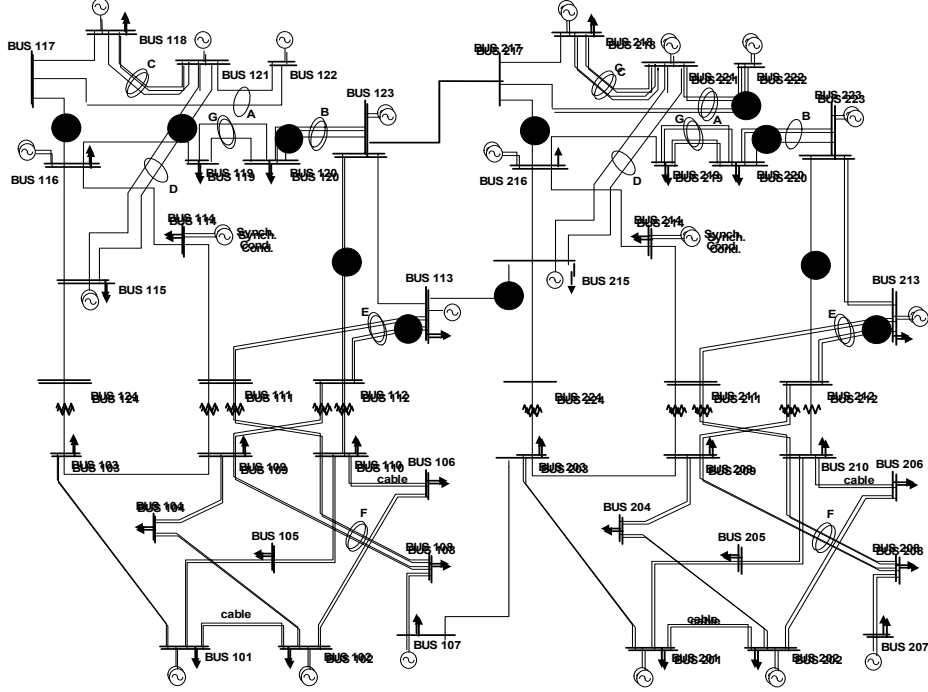 BUS 117
BUS 118
C
BUS 121
BUS 122
A
BUS 123
G
B
BUS 116
BUS 119
BUS 120
D
BUS 114
Synch.
Cond.
BUS 115
BUS 113
E
BUS 124
BUS 111
BUS 112
BUS 103
BUS 109
BUS 110
BUS 106
cable
BUS 104
BUS 105
F
BUS 108
cable
BUS 101
BUS 102
BUS 107
BUS 217
BUS 218
C
BUS 221
BUS 222
A
BUS 223
G
B
BUS 216
BUS 219
BUS 220
D
BUS 214
Synch.
Cond.
BUS 215
BUS 213
E
BUS 224
BUS 211
BUS 212
BUS 203
BUS 209
BUS 210
BUS 206
cable
BUS 204
BUS 205
F
BUS 208
cable
BUS 201
BUS 202
BUS 207